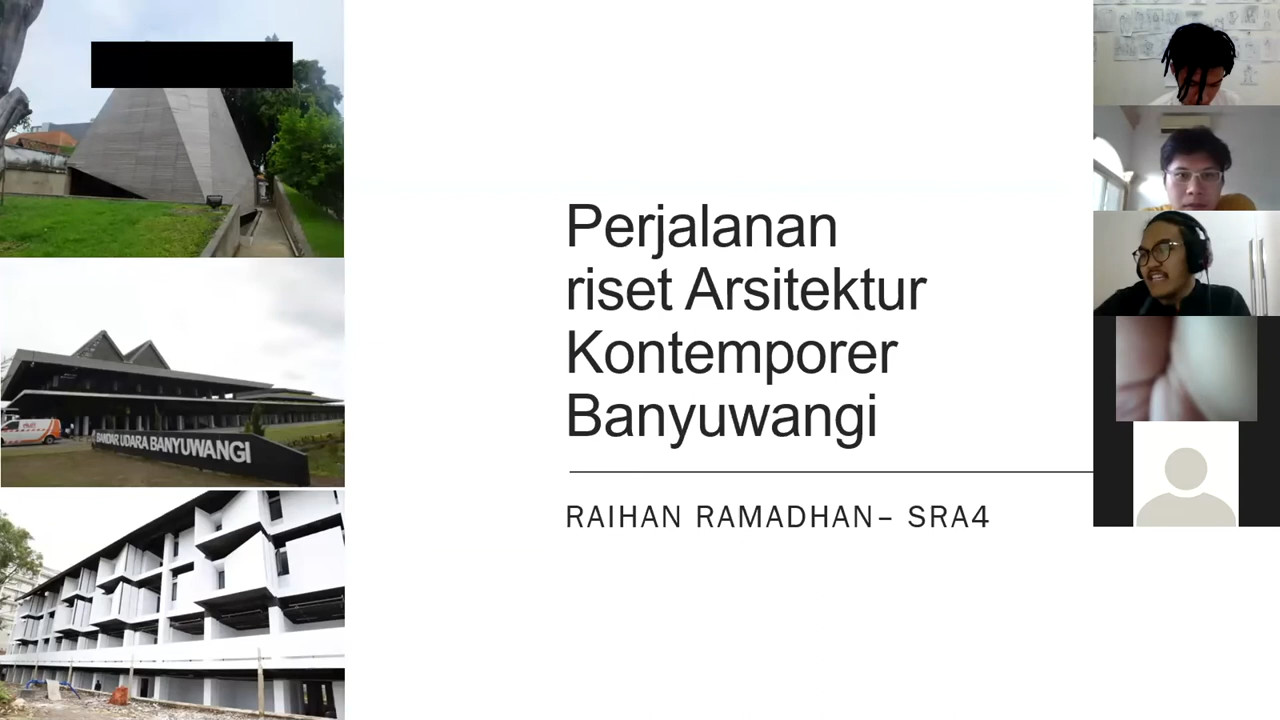 Perjalanan
riset Arsitektur
Kontemporer
Banyuwangi
RAIHAN RAMADHAN– SRA4
BANDAR UDARA BANYUWANGI